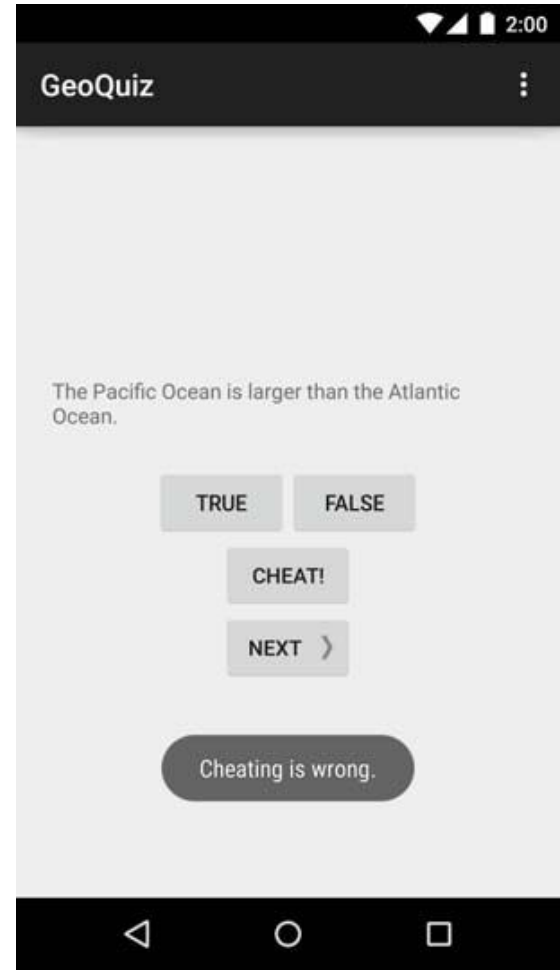 2:00
GeoQuiz
The Pacific Ocean is larger than the Atlantic
Ocean.
TRUE FALSE
CHEAT!
NEXT
Cheating is wrong.